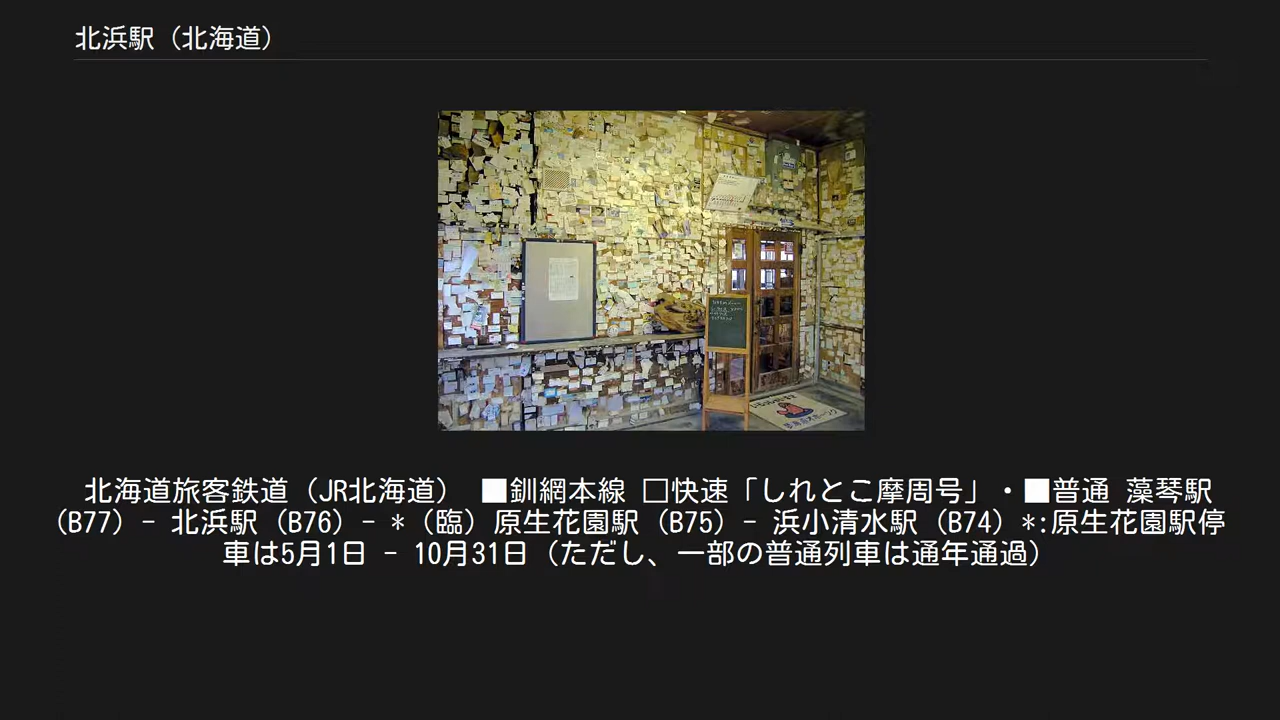 北浜駅（北海道）
北海道旅客鉄道（JR北海道） ■釧網本線 □快速「しれとこ摩周号」・■普通 藻琴駅
（B77）- 北浜駅（B76）- *（臨）原生花園駅（B75）- 浜小清水駅（B74）*:原生花園駅停
車は5月1日 - 10月31日（ただし、一部の普通列車は通年通過）